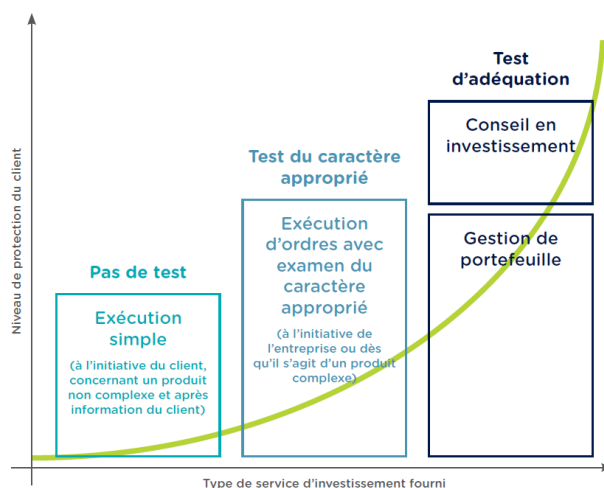 Niveau de protection du client
Pas de test
Exécution
simple
(à l'initiative du client,
concernant un produit
non complexe et après
information du client)
Test du caractère
approprié
Exécution
d'ordres avec
examen du
caractère
approprié
(à l'initiative de
l'entreprise ou dès
qu'il s'agit d'un produit
complexe)
Test
d'adéquation
Conseil en
investissement
Gestion de
portefeuille
Type de service d'investissement fourni